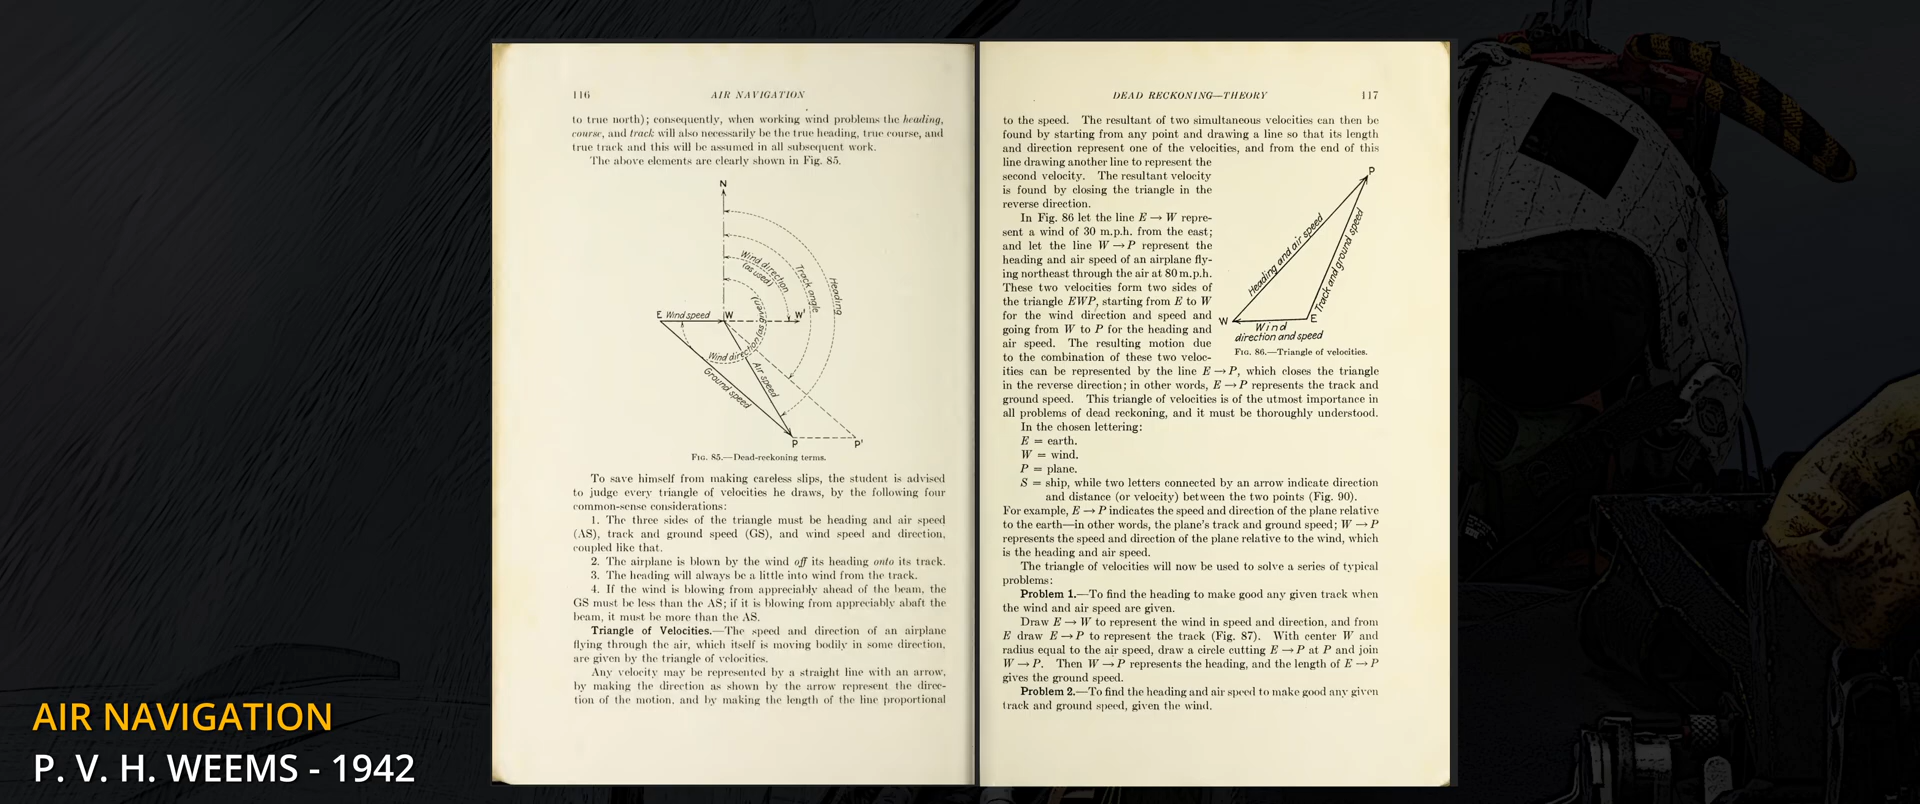 116
AIR NAVIGATION
to true north); consequently, when working wind problems the heading,
course, and track will also necessarily be the true heading, true course, and
true track and this will be assumed in all subsequent work.
The above elements are clearly shown in Fig. 85.
N
Wind direction
(as used)
Track angle
Heading
(as given)
Wind direction
E
Wind speed
W
W'
Ground speed
Air speed
P
P'
FIG. 85.—Dead-reckoning terms.
To save himself from making careless slips, the student is advised
to judge every triangle of velocities he draws, by the following four
common-sense considerations:
1. The three sides of the triangle must be heading and air speed
(AS), track and ground speed (GS), and wind speed and direction,
coupled like that.
2. The airplane is blown by the wind off its heading onto its track.
3. The heading will always be a little into wind from the track.
4. If the wind is blowing from appreciably ahead of the beam, the
GS must be less than the AS; if it is blowing from appreciably abaft the
beam, it must be more than the AS.
Triangle of Velocities.—The speed and direction of an airplane
flying through the air, which itself is moving bodily in some direction,
are given by the triangle of velocities.
Any velocity may be represented by a straight line with an arrow,
by making the direction as shown by the arrow represent the direc-
tion of the motion, and by making the length of the line proportional
DEAD RECKONING—THEORY
117
to the speed. The resultant of two simultaneous velocities can then be
found by starting from any point and drawing a line so that its length
and direction represent one of the velocities, and from the end of this
line drawing another line to represent the
second velocity. The resultant velocity
is found by closing the triangle in the
reverse direction.
In Fig. 86 let the line E → W repre-
sent a wind of 30 m.p.h. from the east;
and let the line W → P represent the
heading and air speed of an airplane fly-
ing northeast through the air at 80 m.p.h.
These two velocities form two sides of
the triangle EWP, starting from E to W
for the wind direction and speed and
going from W to P for the heading and
air speed. The resulting motion due
to the combination of these two veloc-
P
Heading and air speed
Track and ground speed
W
E
Wind
direction and speed
FIG. 86.—Triangle of velocities.
ities can be represented by the line E → P, which closes the triangle
in the reverse direction; in other words, E → P represents the track and
ground speed. This triangle of velocities is of the utmost importance in
all problems of dead reckoning, and it must be thoroughly understood.
In the chosen lettering:
E = earth.
W = wind.
P = plane.
S = ship, while two letters connected by an arrow indicate direction
and distance (or velocity) between the two points (Fig. 90).
For example, E → P indicates the speed and direction of the plane relative
to the earth—in other words, the plane's track and ground speed; W → P
represents the speed and direction of the plane relative to the wind, which
is the heading and air speed.
The triangle of velocities will now be used to solve a series of typical
problems:
Problem 1.—To find the heading to make good any given track when
the wind and air speed are given.
Draw E → W to represent the wind in speed and direction, and from
E draw E → P to represent the track (Fig. 87). With center W and
radius equal to the air speed, draw a circle cutting E → P at P and join
W → P. Then W → P represents the heading, and the length of E → P
gives the ground speed.
Problem 2.—To find the heading and air speed to make good any given
track and ground speed, given the wind.
AIR NAVIGATION
P. V. H. WEEMS - 1942